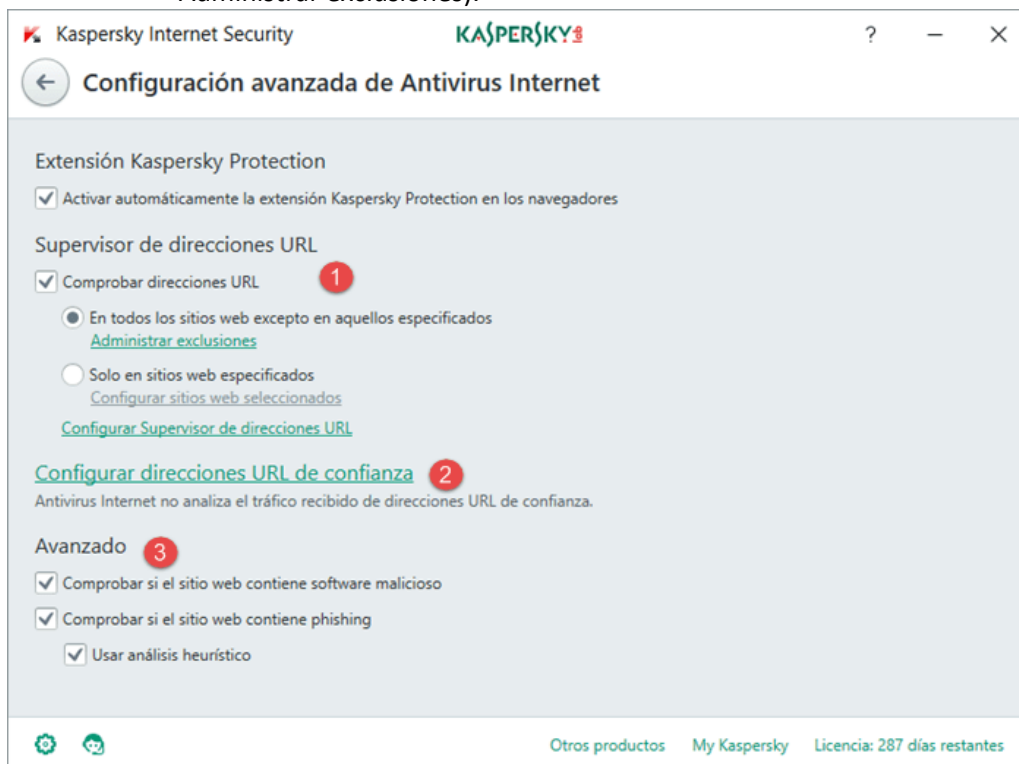 Administrar exclusiones).
Kaspersky Internet Security KASPERSKY lab ? — ×
Configuración avanzada de Antivirus Internet
Extensión Kaspersky Protection
Activar automáticamente la extensión Kaspersky Protection en los navegadores
Supervisor de direcciones URL
Comprobar direcciones URL 1
En todos los sitios web excepto en aquellos especificados
Administrar exclusiones
Solo en sitios web especificados
Configurar sitios web seleccionados
Configurar Supervisor de direcciones URL
Configurar direcciones URL de confianza 2
Antivirus Internet no analiza el tráfico recibido de direcciones URL de confianza.
Avanzado 3
Comprobar si el sitio web contiene software malicioso
Comprobar si el sitio web contiene phishing
Usar análisis heurístico
Otros productos My Kaspersky Licencia: 287 días restantes